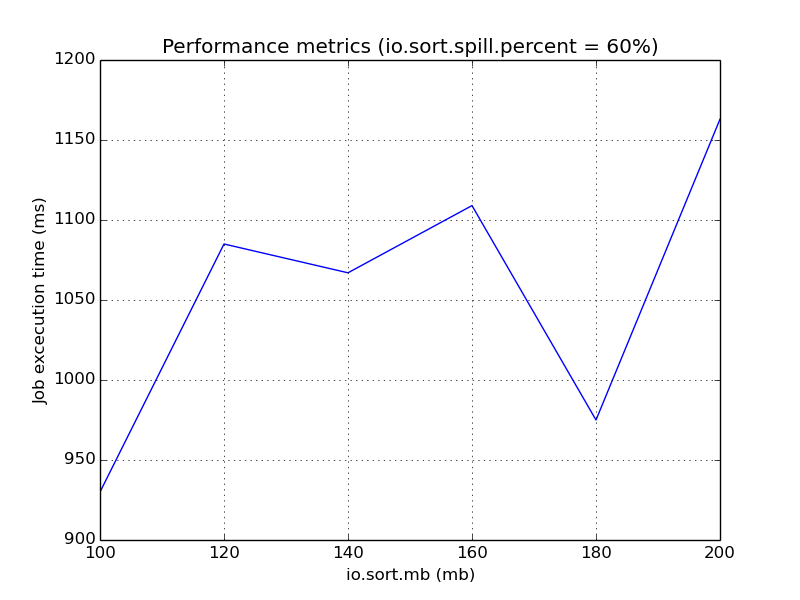 Performance metrics (io.sort.spill.percent = 60%)
1200
1150
1100
1050
1000
950
900
Job excecution time (ms)
100 120 140 160 180 200
io.sort.mb (mb)